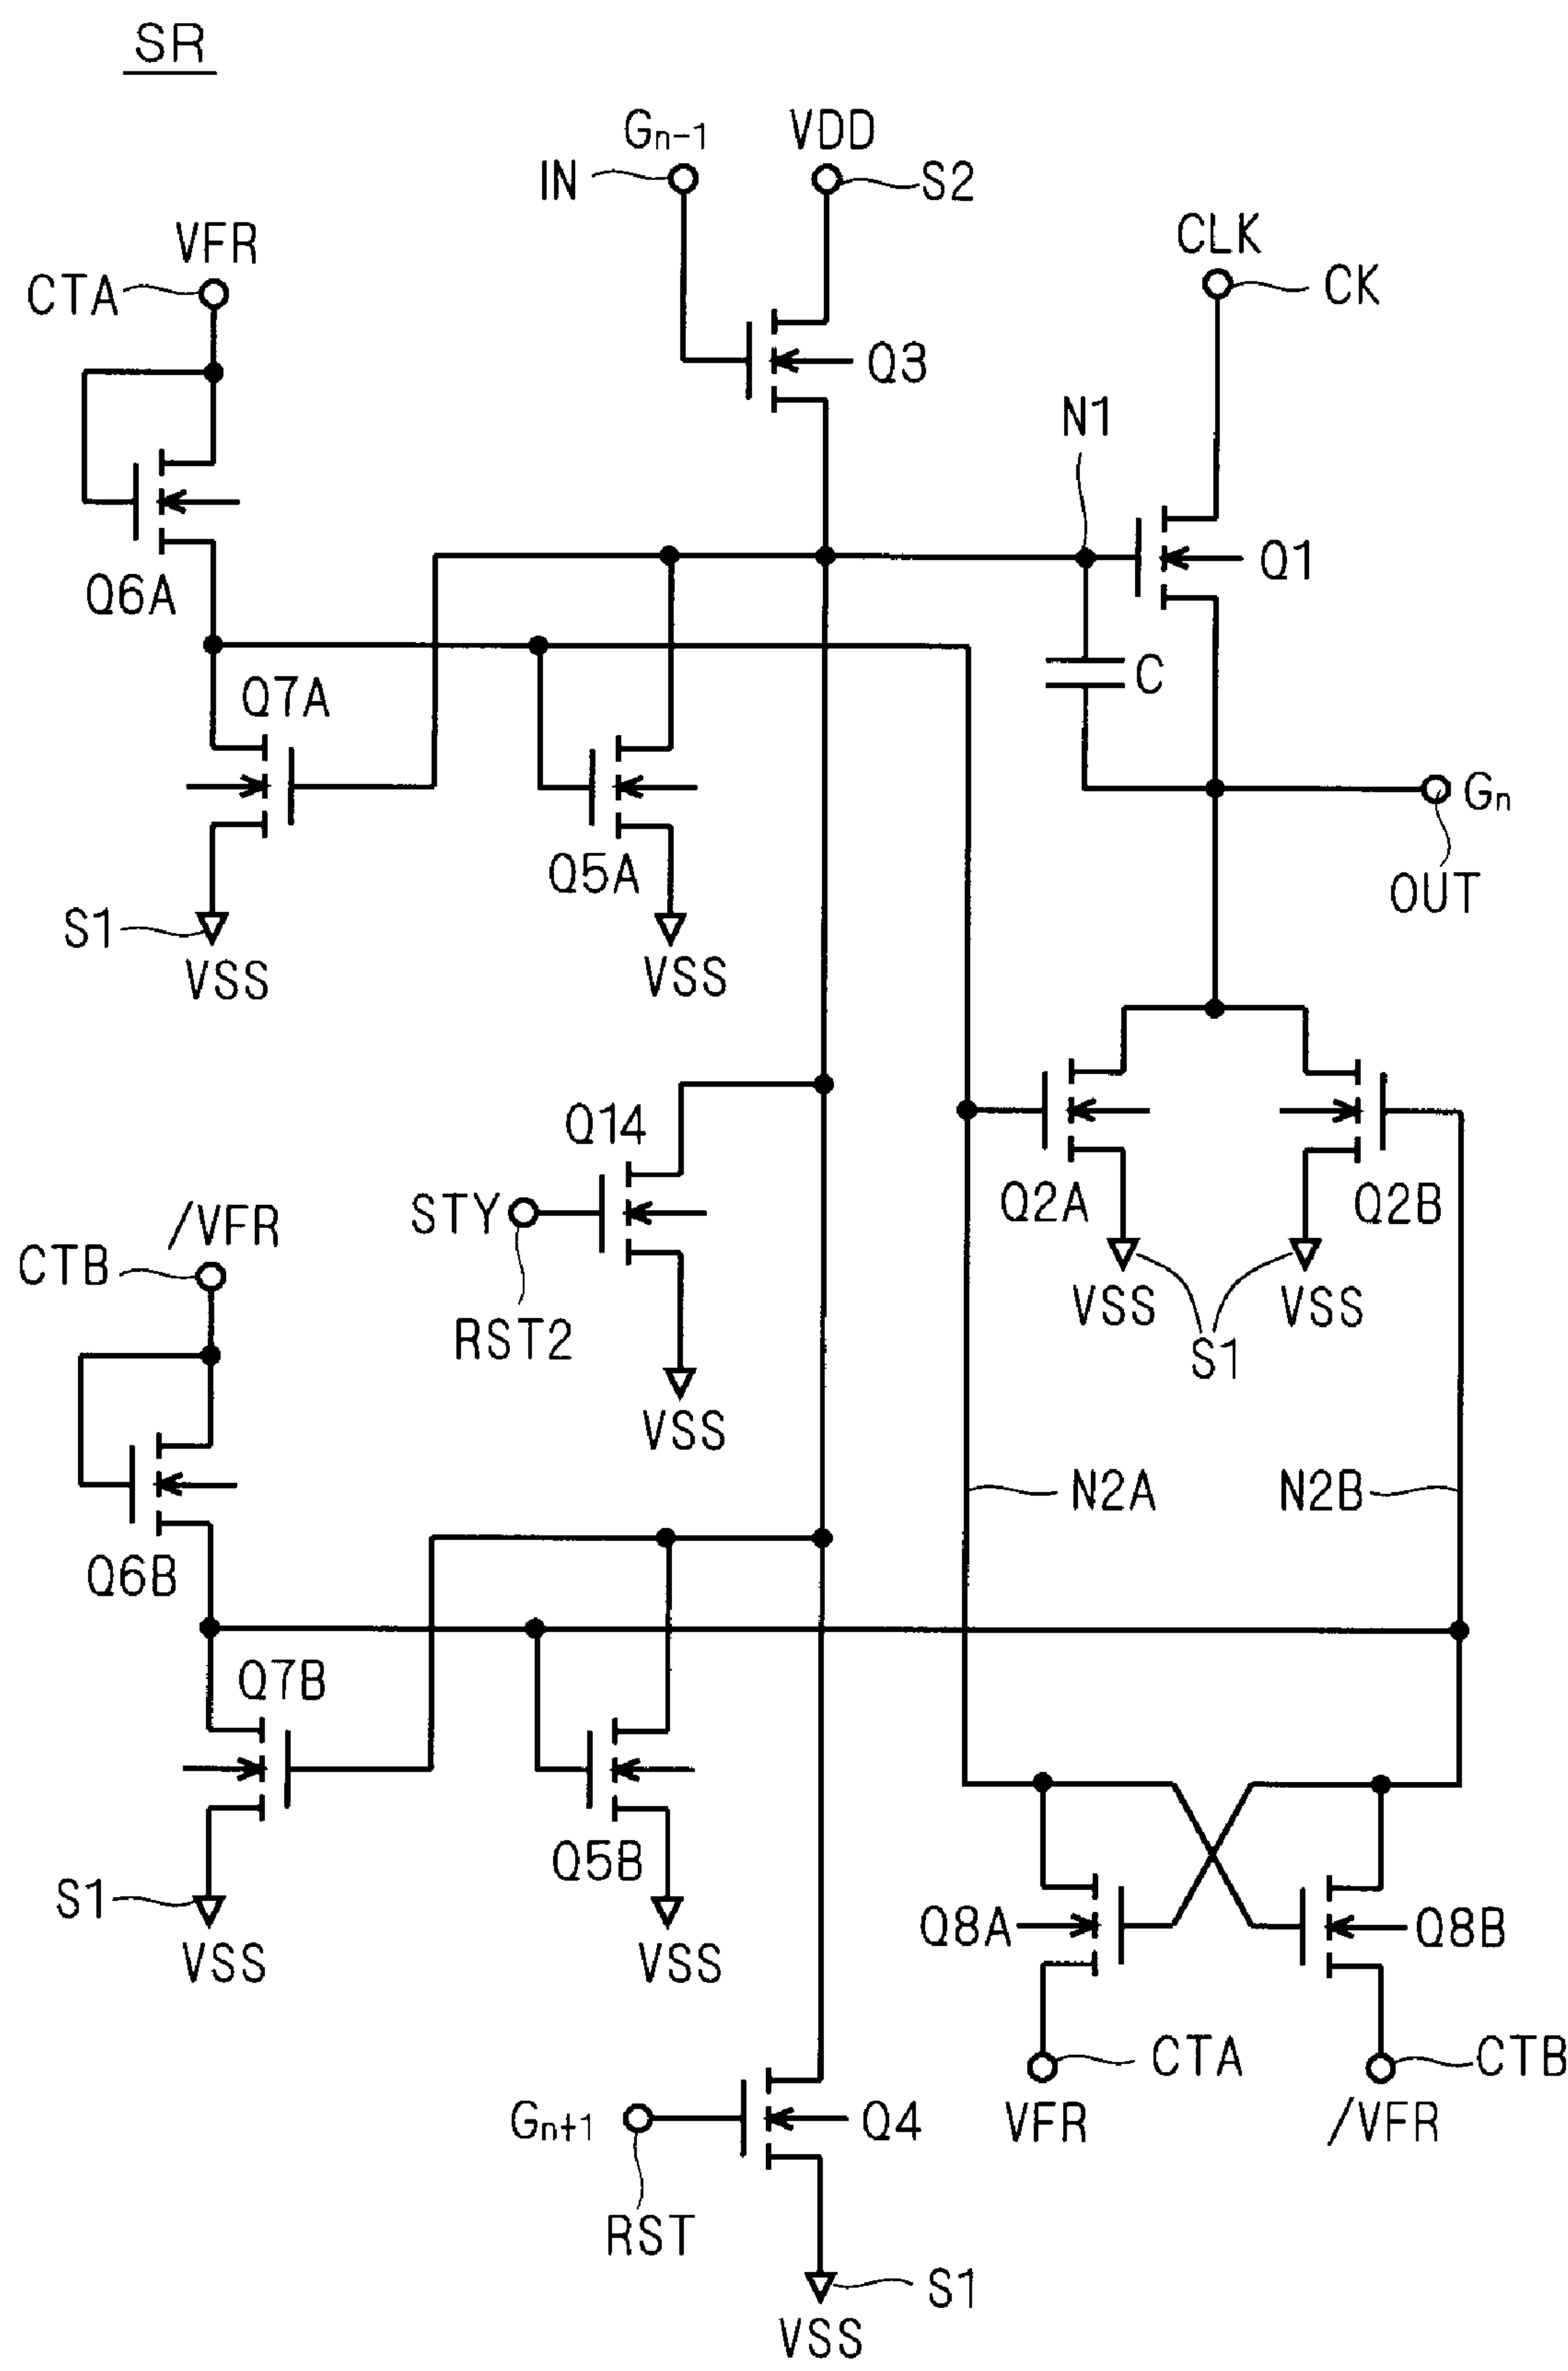 SR
Gn-1
VDD
IN
S2
VFR
CLK
CTA
CK
Q3
N1
Q1
Q6A
C
Q7A
Gn
Q5A
OUT
S1
VSS
VSS
Q14
STY
Q2A
Q2B
/VFR
CTB
VSS
VSS
RST2
S1
VSS
N2A
N2B
Q6B
Q7B
Q5B
S1
Q8A
Q8B
VSS
VSS
CTA
CTB
Gn+1
Q4
VFR
/VFR
RST
S1
VSS